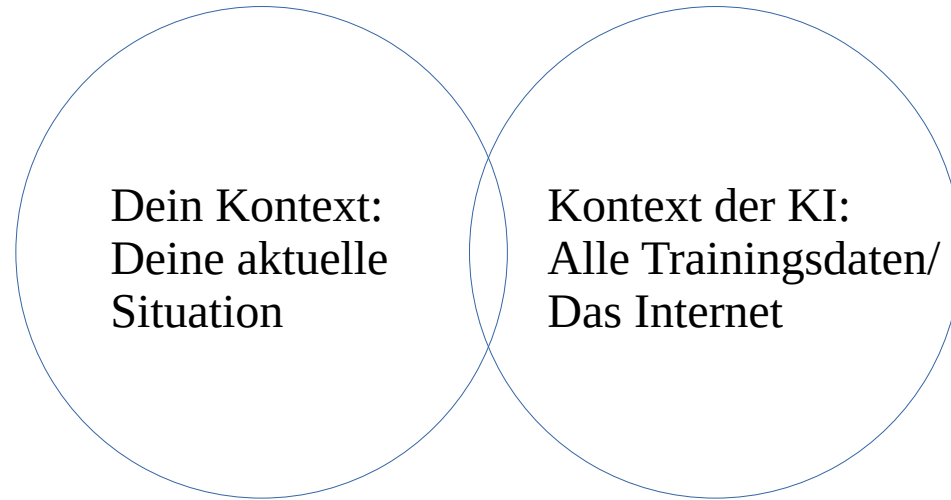 Dein Kontext:
Deine aktuelle
Situation
Kontext der KI:
Alle Trainingsdaten/
Das Internet